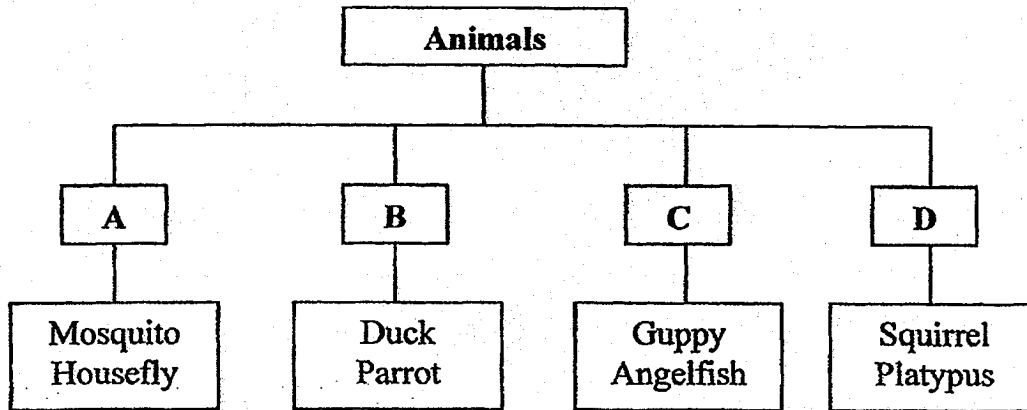 Animals
A
B
C
D
Mosquito
Housefly
Duck
Parrot
Guppy
Angelfish
Squirrel
Platypus